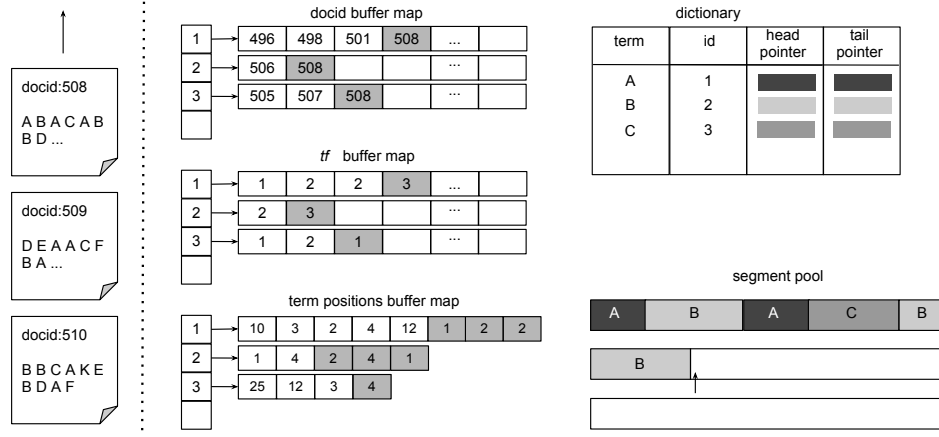 docid:508
A B A C A B
B D ...
docid:509
D E A A C F
B A ...
docid:510
B B C A K E
B D A F
docid buffer map
1 496 498 501 508 ...
2 506 508 ...
3 505 507 508 ...
tf buffer map
1 1 2 2 3 ...
2 2 3 ...
3 1 2 1 ...
term positions buffer map
1 10 3 2 4 12 1 2 2
2 1 4 2 4 1
3 25 12 3 4
dictionary
term id head pointer tail pointer
A 1
B 2
C 3
segment pool
A B A C B
B